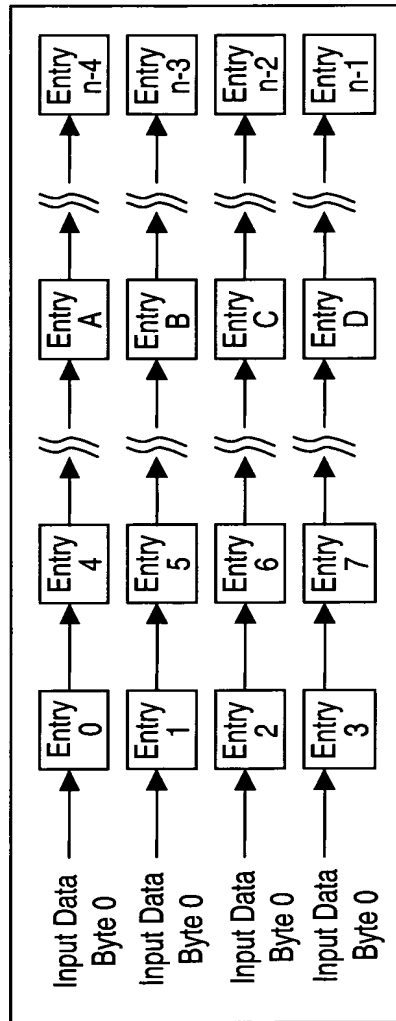 Input Data
Byte 0
Entry
0
Entry
4
Entry
A
Entry
n-4
Input Data
Byte 0
Entry
1
Entry
5
Entry
B
Entry
n-3
Input Data
Byte 0
Entry
2
Entry
6
Entry
C
Entry
n-2
Input Data
Byte 0
Entry
3
Entry
7
Entry
D
Entry
n-1